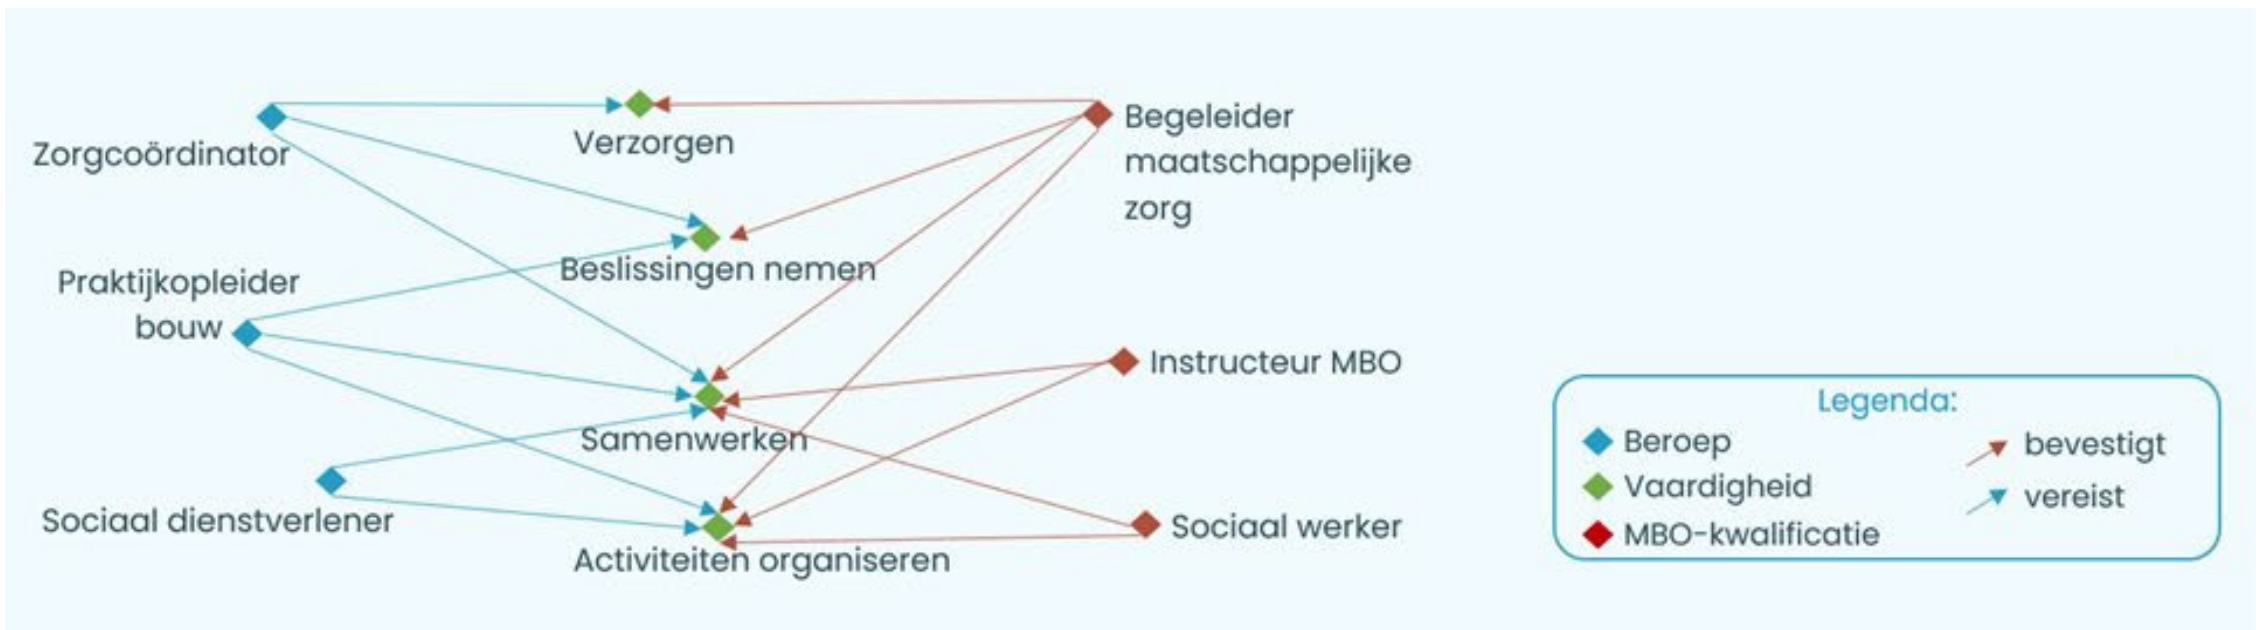 Zorgcoördinator
Verzorgen
Begeleider
maatschappelijke
zorg
Beslissingen nemen
Praktijkopleider
bouw
Samenwerken
Instructeur MBO
Sociaal dienstverlener
Activiteiten organiseren
Sociaal werker
Legenda:
Beroep
bevestigt
Vaardigheid
vereist
MBO-kwalificatie